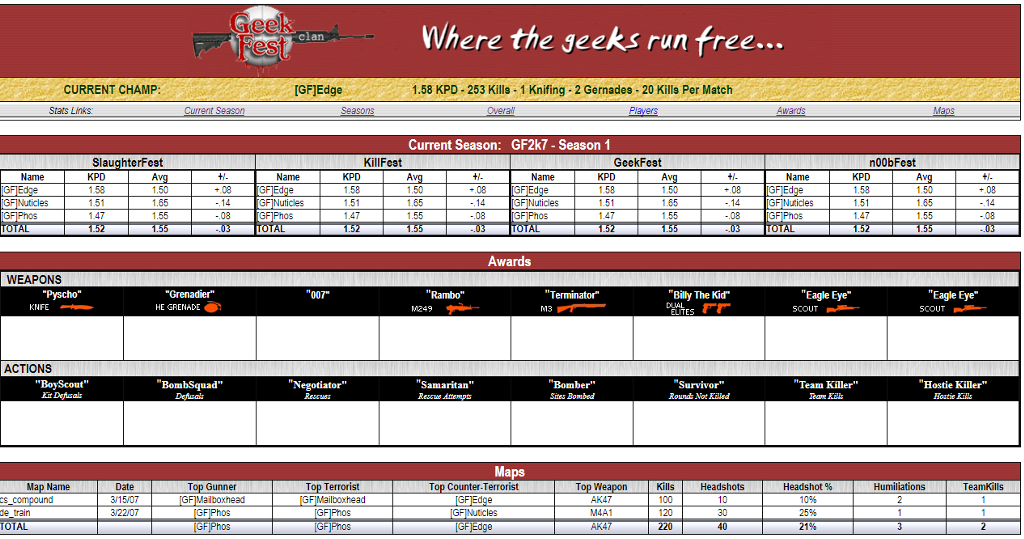 Geek Fest clan
Where the geeks run free...
CURRENT CHAMP: [GF]Edge 1.58 KPD - 253 Kills - 1 Knifing - 2 Gernades - 20 Kills Per Match
Stats Links: Current Season Seasons Overall Players Awards Maps
Current Season: GF2k7 - Season 1
SlaughterFest KillFest GeekFest n00bFest
Name KPD Avg +/- Name KPD Avg +/- Name KPD Avg +/- Name KPD Avg +/-
[GF]Edge 1.58 1.50 +.08 [GF]Edge 1.58 1.50 +.08 [GF]Edge 1.58 1.50 +.08 [GF]Edge 1.58 1.50 +.08
[GF]Nuticles 1.51 1.65 -.14 [GF]Nuticles 1.51 1.65 -.14 [GF]Nuticles 1.51 1.65 -.14 [GF]Nuticles 1.51 1.65 -.14
[GF]Phos 1.47 1.55 -.08 [GF]Phos 1.47 1.55 -.08 [GF]Phos 1.47 1.55 -.08 [GF]Phos 1.47 1.55 -.08
TOTAL 1.52 1.55 -.03 TOTAL 1.52 1.55 -.03 TOTAL 1.52 1.55 -.03 TOTAL 1.52 1.55 -.03
Awards
WEAPONS
"Pyscho" "Grenadier" "007" "Rambo" "Terminator" "Billy The Kid" "Eagle Eye" "Eagle Eye"
KNIFE HE GRENADE M249 M3 DUAL ELITES SCOUT SCOUT
ACTIONS
"BoyScout" "BombSquad" "Negotiator" "Samaritan" "Bomber" "Survivor" "Team Killer" "Hostie Killer"
Kit Defusals Defusals Rescues Rescue Attempts Sites Bombed Rounds Not Killed Team Kills Hostie Kills
Maps
Map Name Date Top Gunner Top Terrorist Top Counter-Terrorist Top Weapon Kills Headshots Headshot % Humiliations TeamKills
cs_compound 3/15/07 [GF]Mailboxhead [GF]Mailboxhead [GF]Edge AK47 100 10 10% 2 1
de_train 3/22/07 [GF]Phos [GF]Phos [GF]Nuticles M4A1 120 30 25% 1 1
TOTAL [GF]Phos [GF]Phos [GF]Edge AK47 220 40 21% 3 2